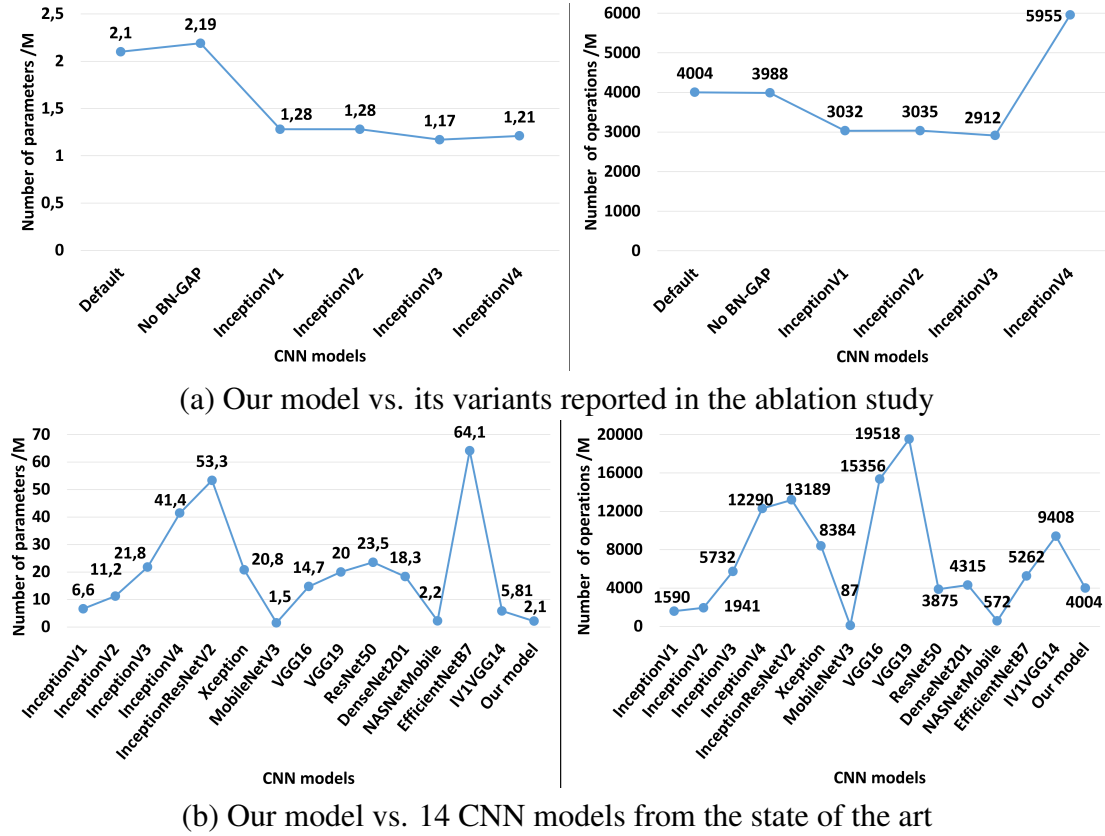 Number of parameters /M
2,5
2
1,5
1
0,5
0
2,1
2,19
1,28
1,28
1,17
1,21
Default
No BN-GAP
InceptionV1
InceptionV2
InceptionV3
InceptionV4
CNN models
Number of operations /M
6000
5000
4000
3000
2000
1000
0
4004
3988
3032
3035
2912
5955
Default
No BN-GAP
InceptionV1
InceptionV2
InceptionV3
InceptionV4
CNN models
(a) Our model vs. its variants reported in the ablation study
Number of parameters /M
70
60
50
40
30
20
10
0
6,6
11,2
21,8
41,4
53,3
20,8
1,5
14,7
20
23,5
18,3
2,2
64,1
5,81
2,1
InceptionV1
InceptionV2
InceptionV3
InceptionV4
InceptionResNetV2
Xception
MobileNetV3
VGG16
VGG19
ResNet50
DenseNet201
NASNetMobile
EfficientNetB7
IV1VGG14
Our model
CNN models
Number of operations /M
20000
16000
12000
8000
4000
0
1590
1941
5732
12290
13189
8384
87
15356
19518
3875
4315
572
5262
9408
4004
InceptionV1
InceptionV2
InceptionV3
InceptionV4
InceptionResNetV2
Xception
MobileNetV3
VGG16
VGG19
ResNet50
DenseNet201
NASNetMobile
EfficientNetB7
IV1VGG14
Our model
CNN models
(b) Our model vs. 14 CNN models from the state of the art